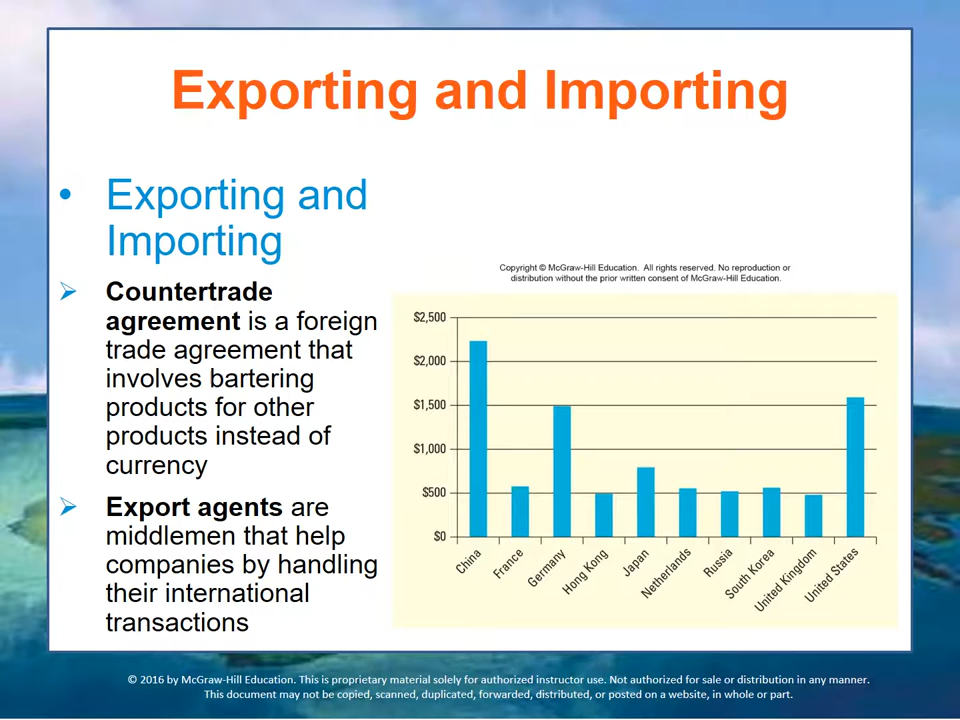 Exporting and Importing
• Exporting and
Importing
Countertrade
agreement is a foreign
trade agreement that
involves bartering
products for other
products instead of
currency
Export agents are
middlemen that help
companies by handling
their international
transactions
Copyright © McGraw-Hill Education. All rights reserved. No reproduction or
distribution without the prior written consent of McGraw-Hill Education.
$2,500
$2,000
$1,500
$1,000
$500
$0
China
France
Germany
Hong Kong
Japan
Netherlands
Russia
South Korea
United Kingdom
United States
© 2016 by McGraw-Hill Education. This is proprietary material solely for authorized instructor use. Not authorized for sale or distribution in any manner.
This document may not be copied, scanned, duplicated, forwarded, distributed, or posted on a website, in whole or part.